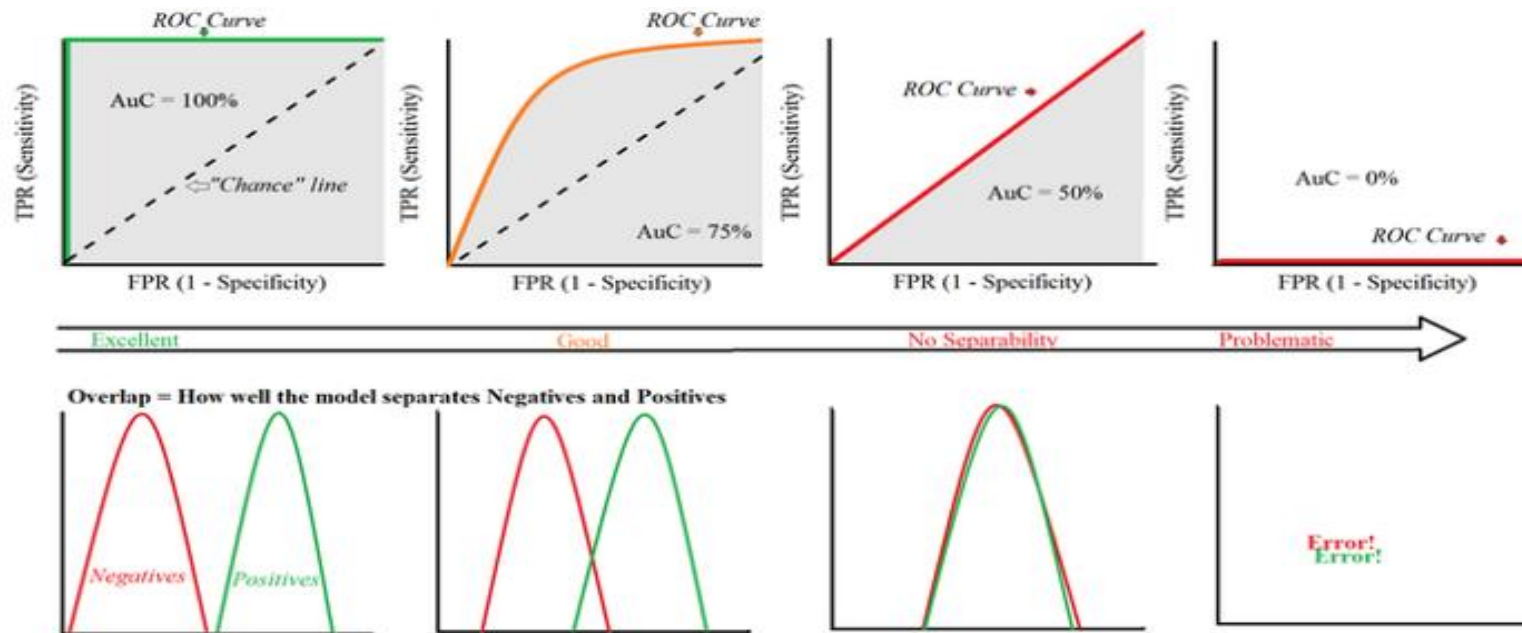 ROC Curve
AuC = 100%
"Chance" line
TPR (Sensitivity)
FPR (1 - Specificity)
ROC Curve
AuC = 75%
TPR (Sensitivity)
FPR (1 - Specificity)
ROC Curve
AuC = 50%
TPR (Sensitivity)
FPR (1 - Specificity)
AuC = 0%
ROC Curve
TPR (Sensitivity)
FPR (1 - Specificity)
Excellent
Good
No Separability
Problematic
Overlap = How well the model separates Negatives and Positives
Negatives
Positives
Error!
Error!